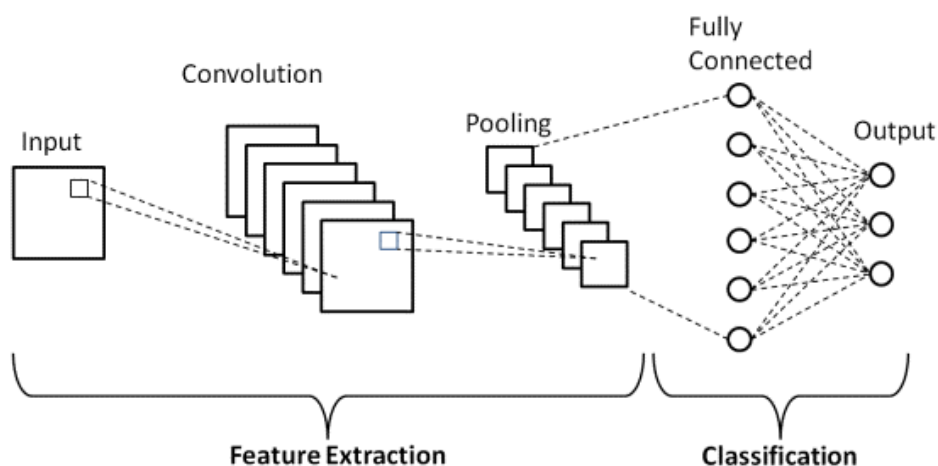 Input
Convolution
Pooling
Fully
Connected
Output
Feature Extraction
Classification